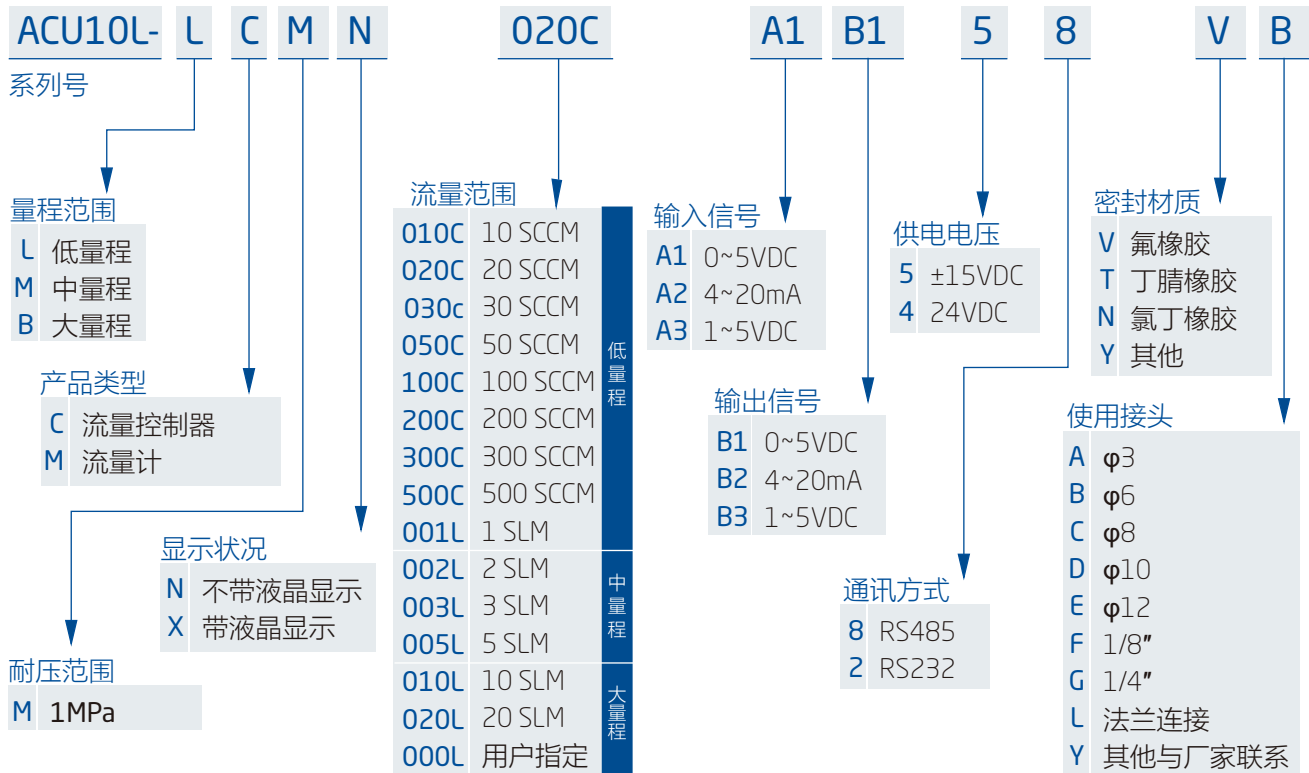 ACU10L- L C M N 020C A1 B1 5 8 V B
系列号
量程范围
L 低量程
M 中量程
B 大量程
产品类型
C 流量控制器
M 流量计
显示状况
N 不带液晶显示
X 带液晶显示
耐压范围
M 1MPa
流量范围
010C 10 SCCM
020C 20 SCCM
030c 30 SCCM
050C 50 SCCM
100C 100 SCCM
200C 200 SCCM
300C 300 SCCM
500C 500 SCCM
001L 1 SLM
低量程
002L 2 SLM
003L 3 SLM
005L 5 SLM
中量程
010L 10 SLM
020L 20 SLM
000L 用户指定
大量程
输入信号
A1 0~5VDC
A2 4~20mA
A3 1~5VDC
输出信号
B1 0~5VDC
B2 4~20mA
B3 1~5VDC
供电电压
5 ±15VDC
4 24VDC
通讯方式
8 RS485
2 RS232
密封材质
V 氟橡胶
T 丁腈橡胶
N 氯丁橡胶
Y 其他
使用接头
A φ3
B φ6
C φ8
D φ10
E φ12
F 1/8″
G 1/4″
L 法兰连接
Y 其他与厂家联系